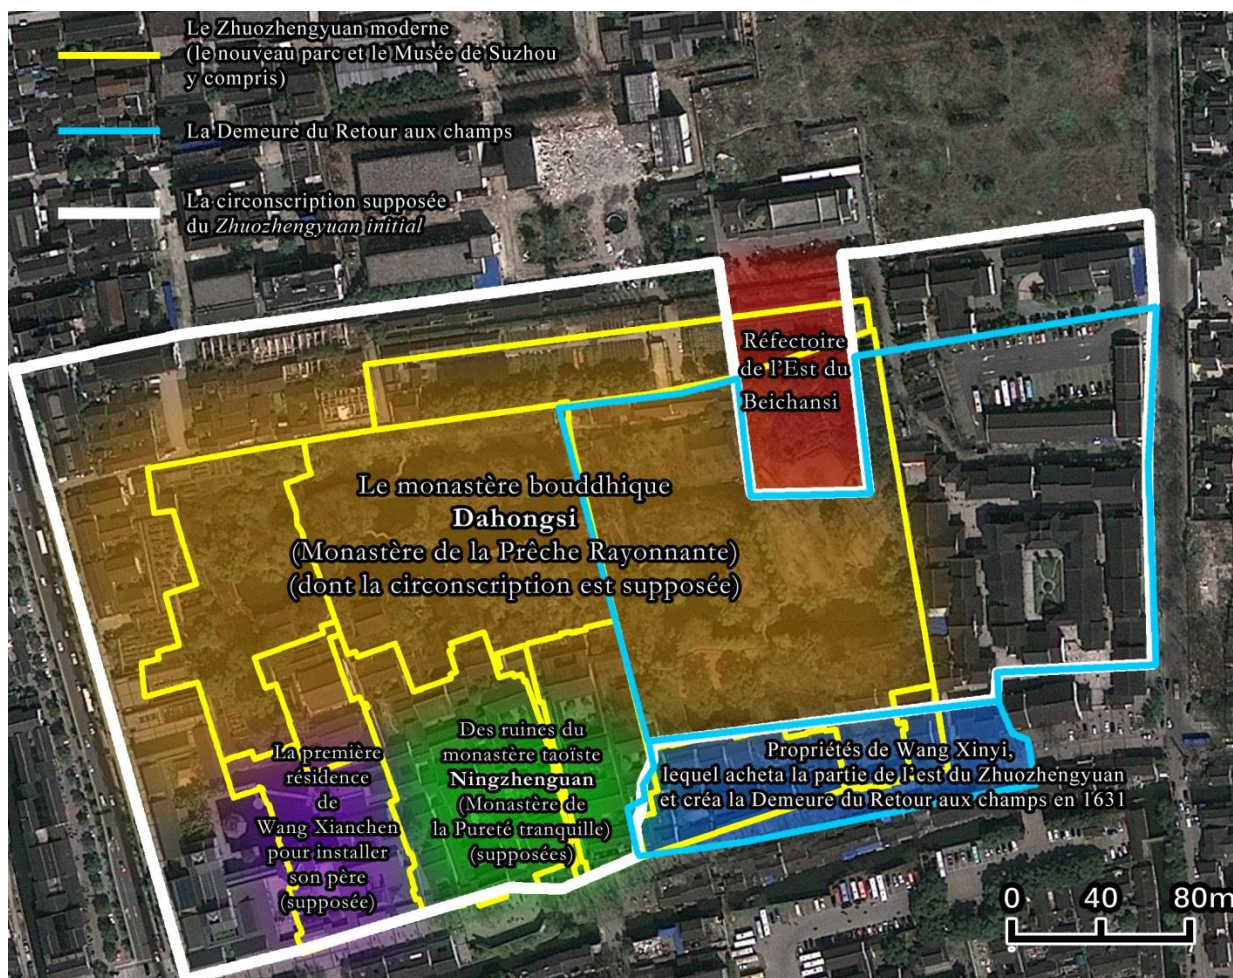 Le Zhuozhengyuan moderne
(le nouveau parc et le Musée de Suzhou
y compris)
La Demeure du Retour aux champs
La circonscription supposée
du Zhuozhengyuan initial
Réfectoire
de l'Est du
Beichansi
Le monastère bouddhique
Dahongsi
(Monastère de la Prêche Rayonnante)
(dont la circonscription est supposée)
La première
résidence
de
Wang Xianchen
pour installer
son père
(supposée)
Des ruines du
monastère taoïste
Ningzhenguan
(Monastère de
la Pureté tranquille)
(supposées)
Propriétés de Wang Xinyi,
lequel acheta la partie de l'est du Zhuozhengyuan
et créa la Demeure du Retour aux champs en 1631
0 40 80m